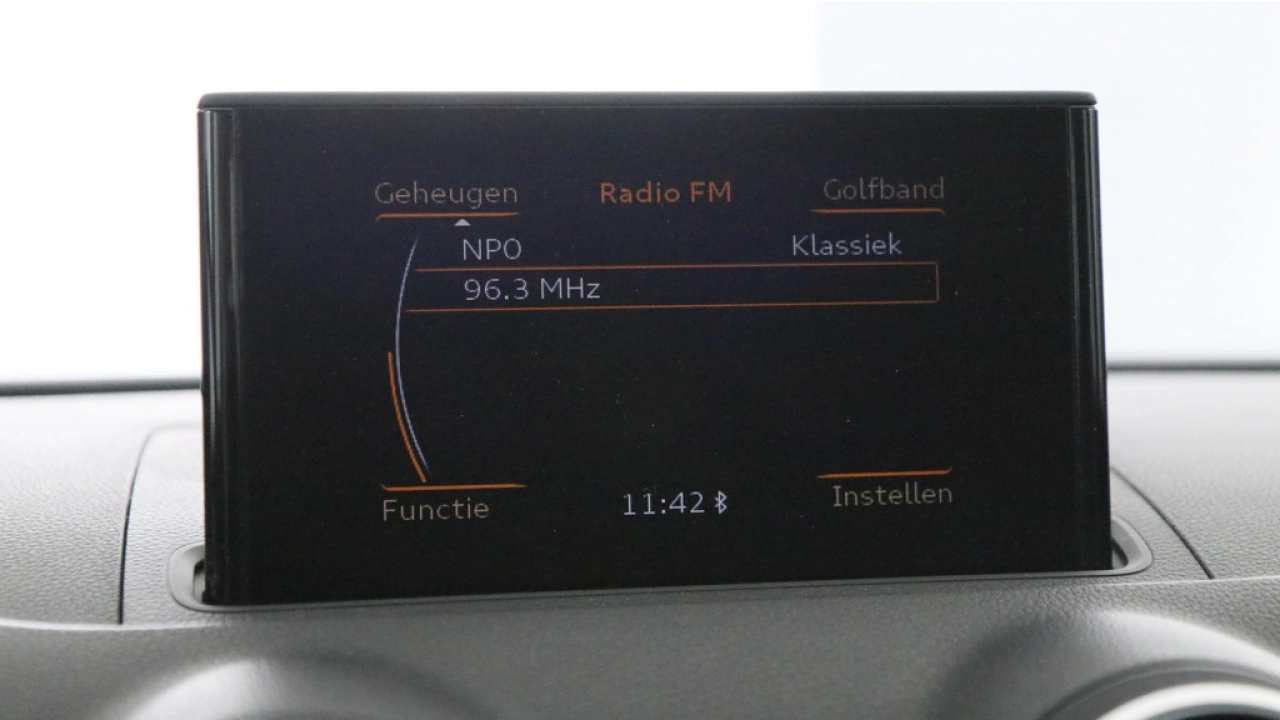 Geheugen Radio FM Golfband
NPO Klassiek
96.3 MHz
Functie 11:42 Instellen